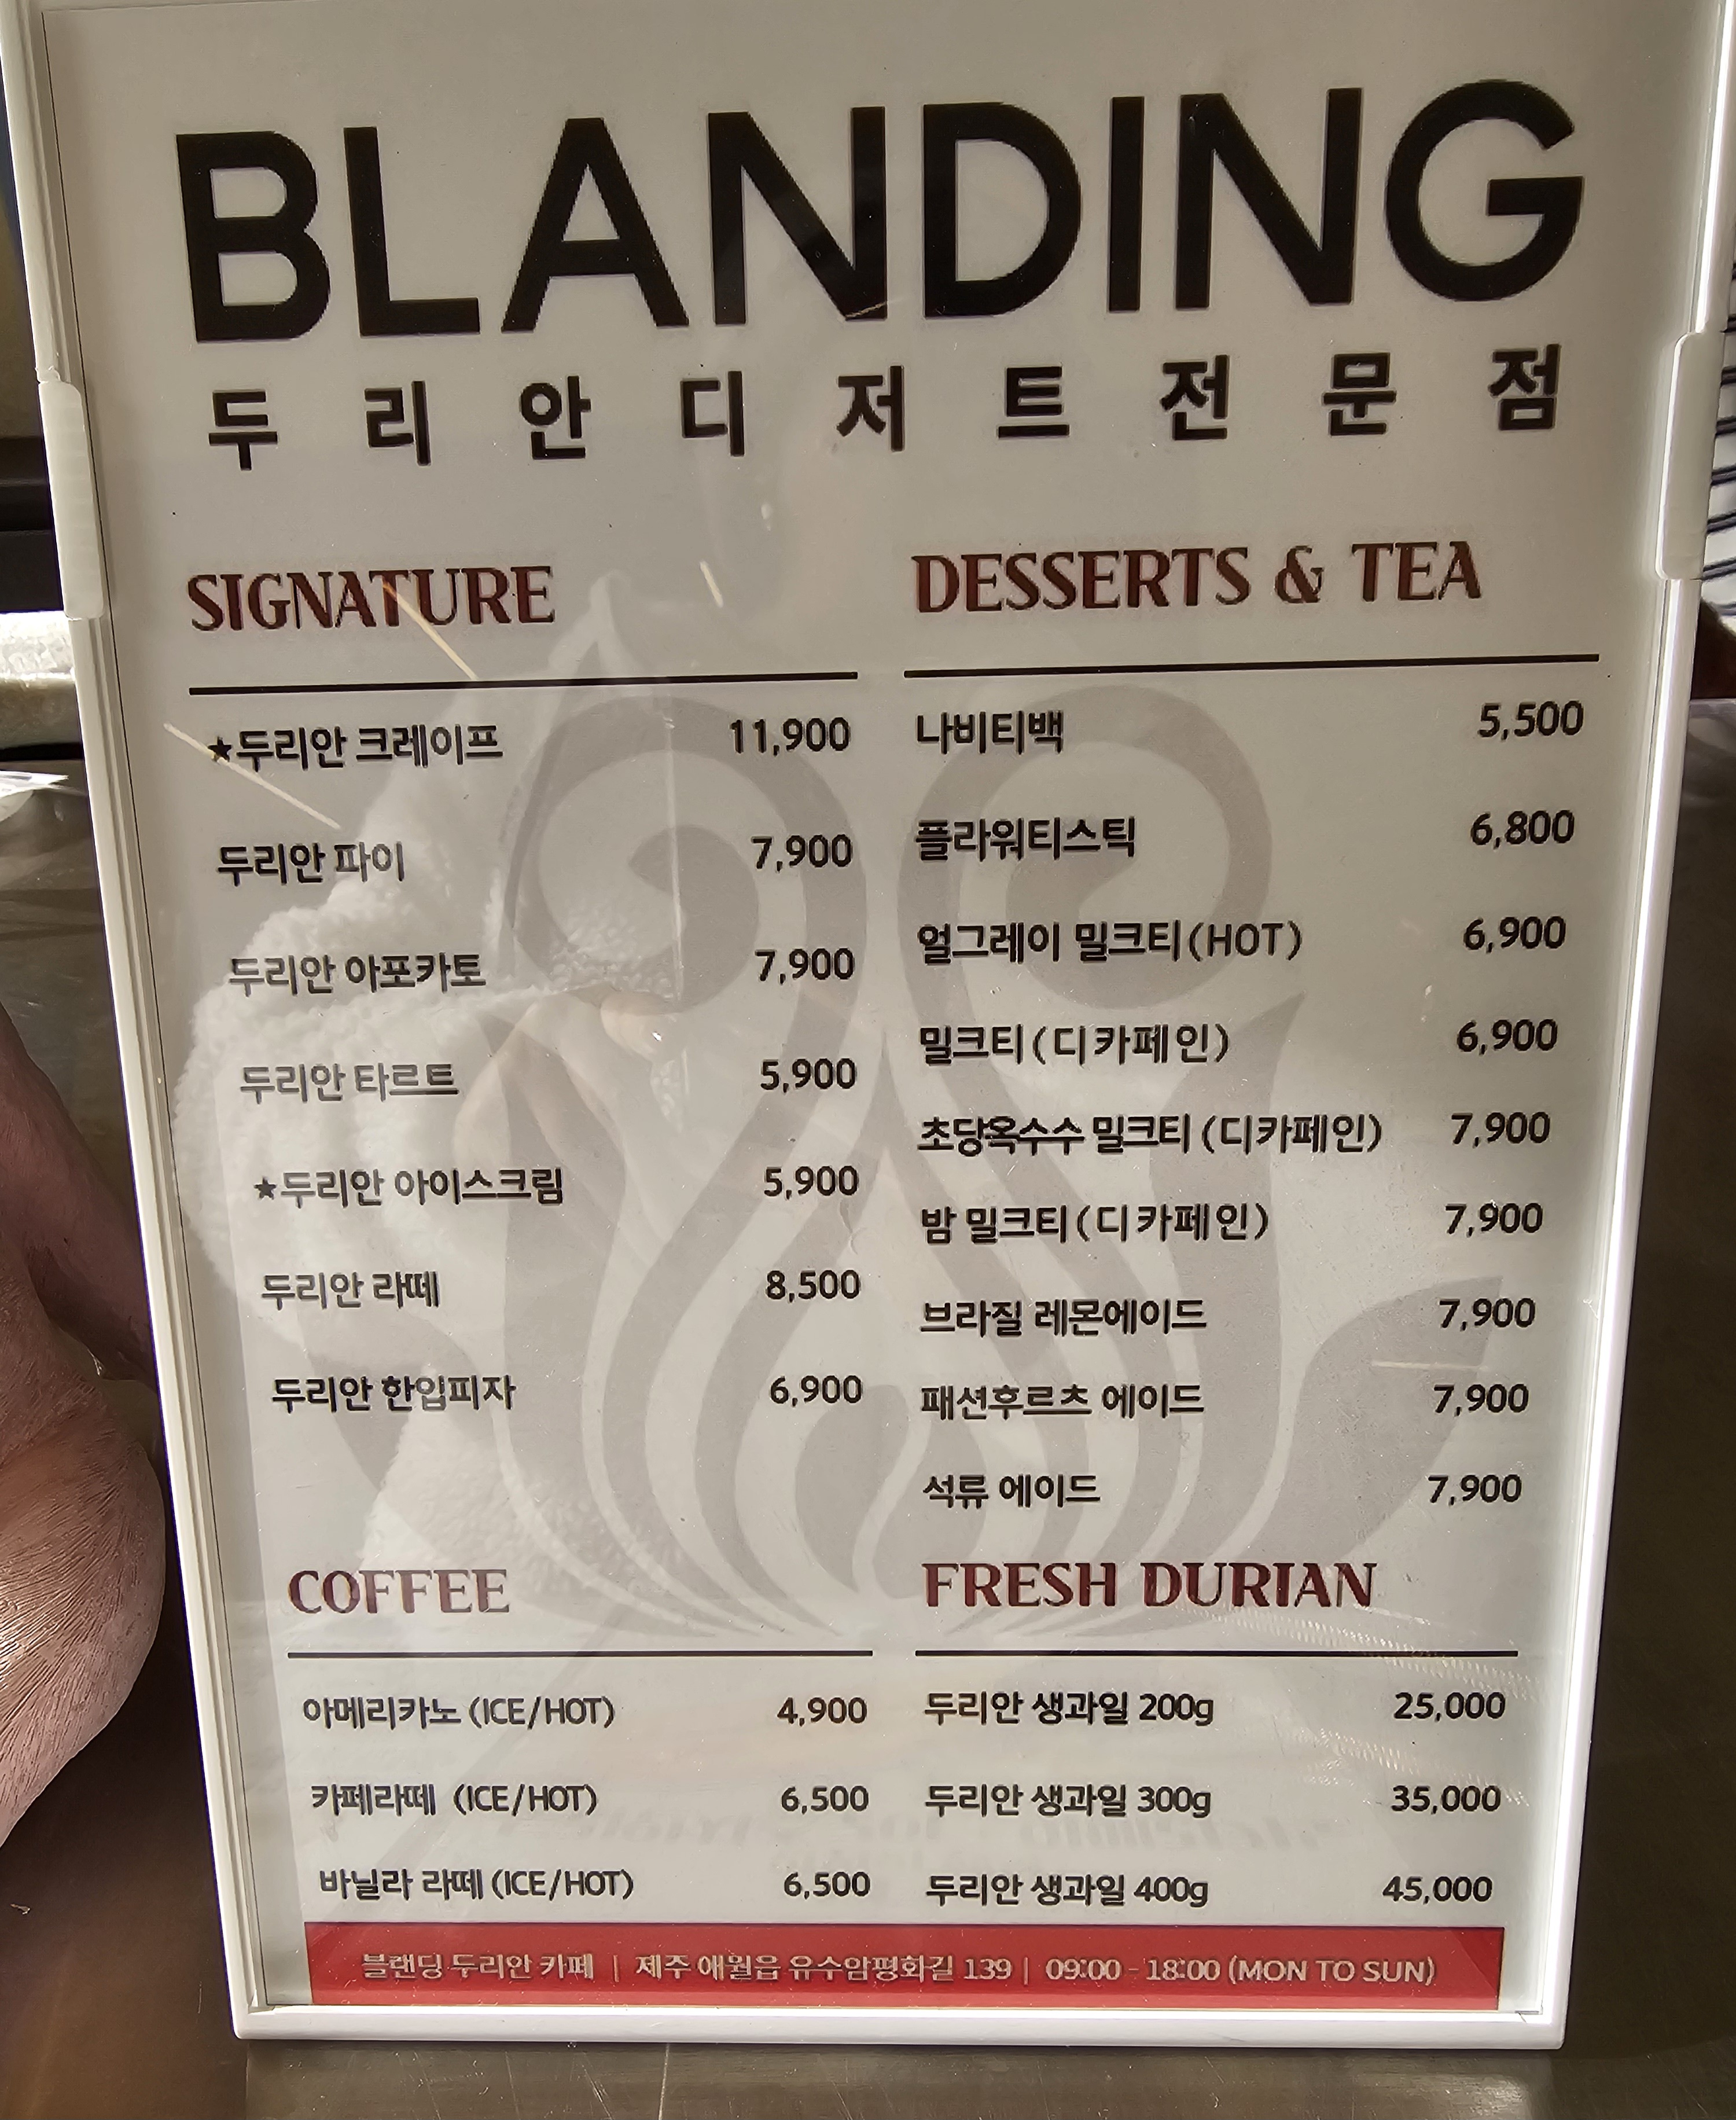 BLANDING
두리안디저트전문점
SIGNATURE
★두리안 크레이프 11,900
두리안 파이 7,900
두리안 아포카토 7,900
두리안 타르트 5,900
★두리안 아이스크림 5,900
두리안 라떼 8,500
두리안 한입피자 6,900
DESSERTS & TEA
나비티백 5,500
플라워티스틱 6,800
얼그레이 밀크티(HOT) 6,900
밀크티(디카페인) 6,900
초당옥수수 밀크티 (디카페인) 7,900
밤 밀크티(디카페인) 7,900
브라질 레몬에이드 7,900
패션후르츠 에이드 7,900
석류 에이드 7,900
COFFEE
아메리카노 (ICE/HOT) 4,900
카페라떼 (ICE/HOT) 6,500
바닐라 라떼 (ICE/HOT) 6,500
FRESH DURIAN
두리안 생과일 200g 25,000
두리안 생과일 300g 35,000
두리안 생과일 400g 45,000
블랜딩 두리안 카페 | 제주 애월읍 유수암평화길 139 | 09:00 - 18:00 (MON TO SUN)